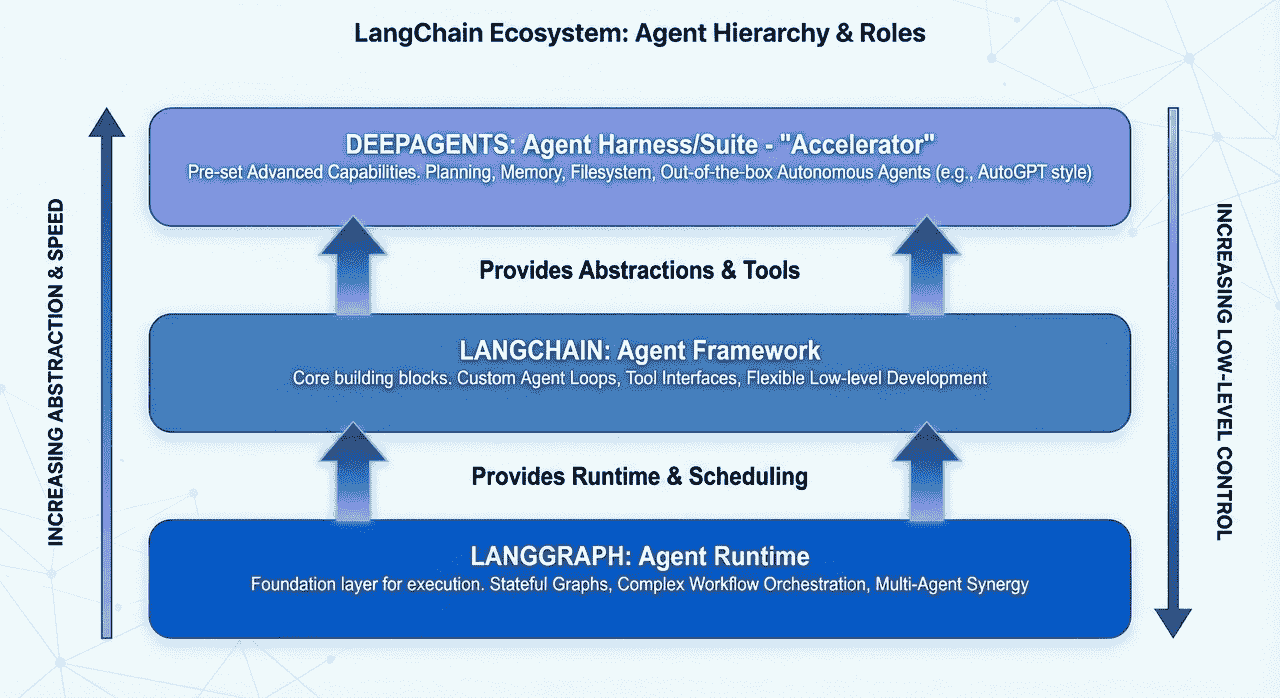 LangChain Ecosystem: Agent Hierarchy & Roles
INCREASING ABSTRACTION & SPEED
DEEPAGENTS: Agent Harness/Suite - "Accelerator"
Pre-set Advanced Capabilities. Planning, Memory, Filesystem, Out-of-the-box Autonomous Agents (e.g., AutoGPT style)
Provides Abstractions & Tools
LANGCHAIN: Agent Framework
Core building blocks. Custom Agent Loops, Tool Interfaces, Flexible Low-level Development
Provides Runtime & Scheduling
LANGGRAPH: Agent Runtime
Foundation layer for execution. Stateful Graphs, Complex Workflow Orchestration, Multi-Agent Synergy
INCREASING LOW-LEVEL CONTROL